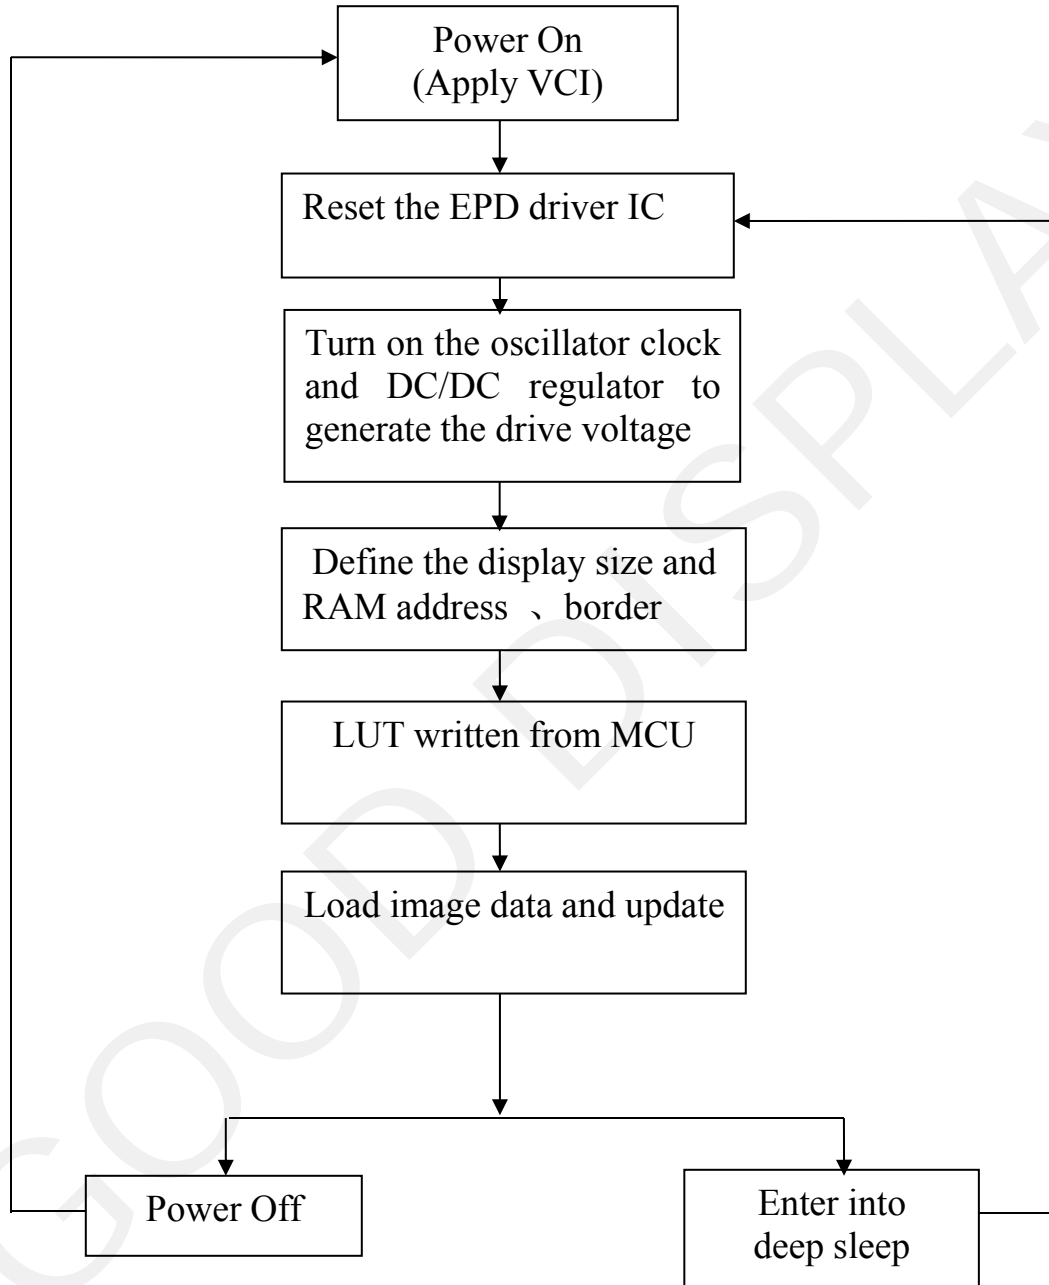 Power On
(Apply VCI)
Reset the EPD driver IC
Turn on the oscillator clock
and DC/DC regulator to
generate the drive voltage
Define the display size and
RAM address 、border
LUT written from MCU
Load image data and update
Power Off
Enter into
deep sleep
GOOD DISPLA